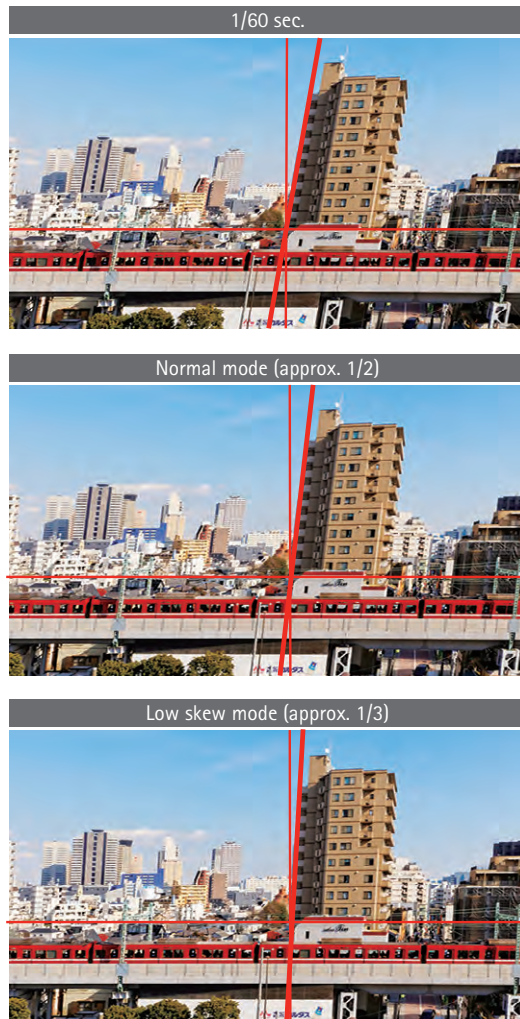 1/60 sec.
Normal mode (approx. 1/2)
Low skew mode (approx. 1/3)